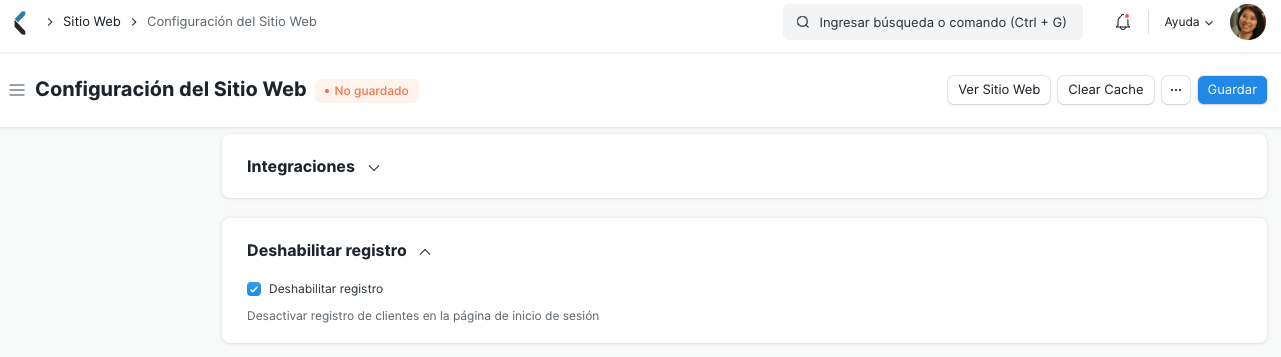 Sitio Web Configuración del Sitio Web Ingresar búsqueda o comando (Ctrl + G) Ayuda
Configuración del Sitio Web • No guardado Ver Sitio Web Clear Cache ... Guardar
Integraciones
Deshabilitar registro
Deshabilitar registro
Desactivar registro de clientes en la página de inicio de sesión